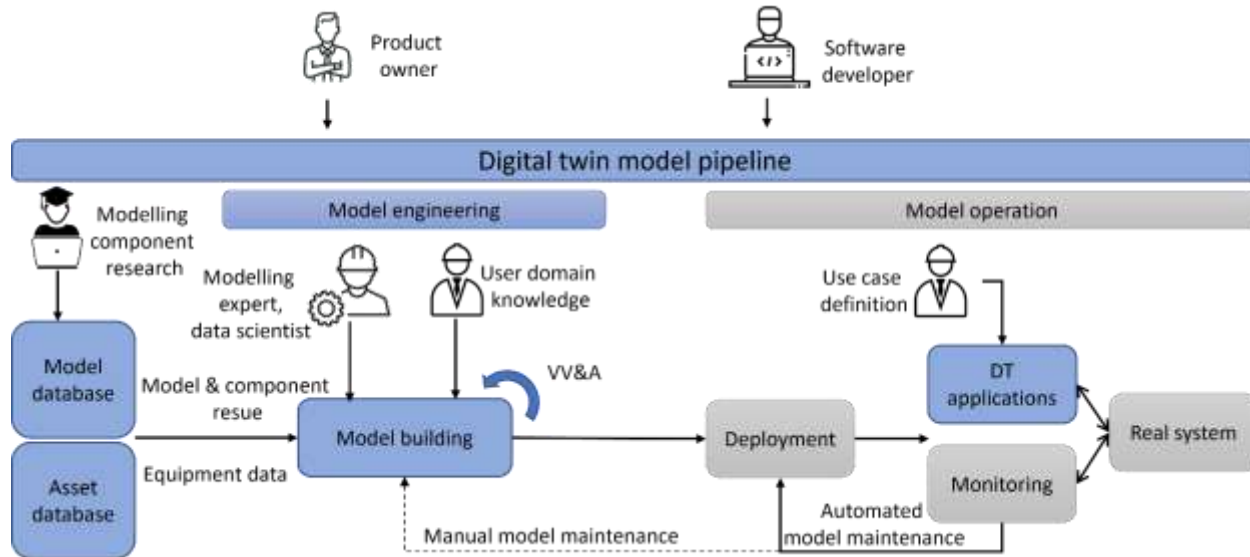 Product
owner
</>
Software
developer
Digital twin model pipeline
Modelling
component
research
Model engineering
Model operation
Modelling
expert,
data scientist
User domain
knowledge
Use case
definition
Model
database
Model & component
resue
VV&A
DT
applications
Model building
Deployment
Real system
Asset
database
Equipment data
Monitoring
Manual model maintenance
Automated
model maintenance